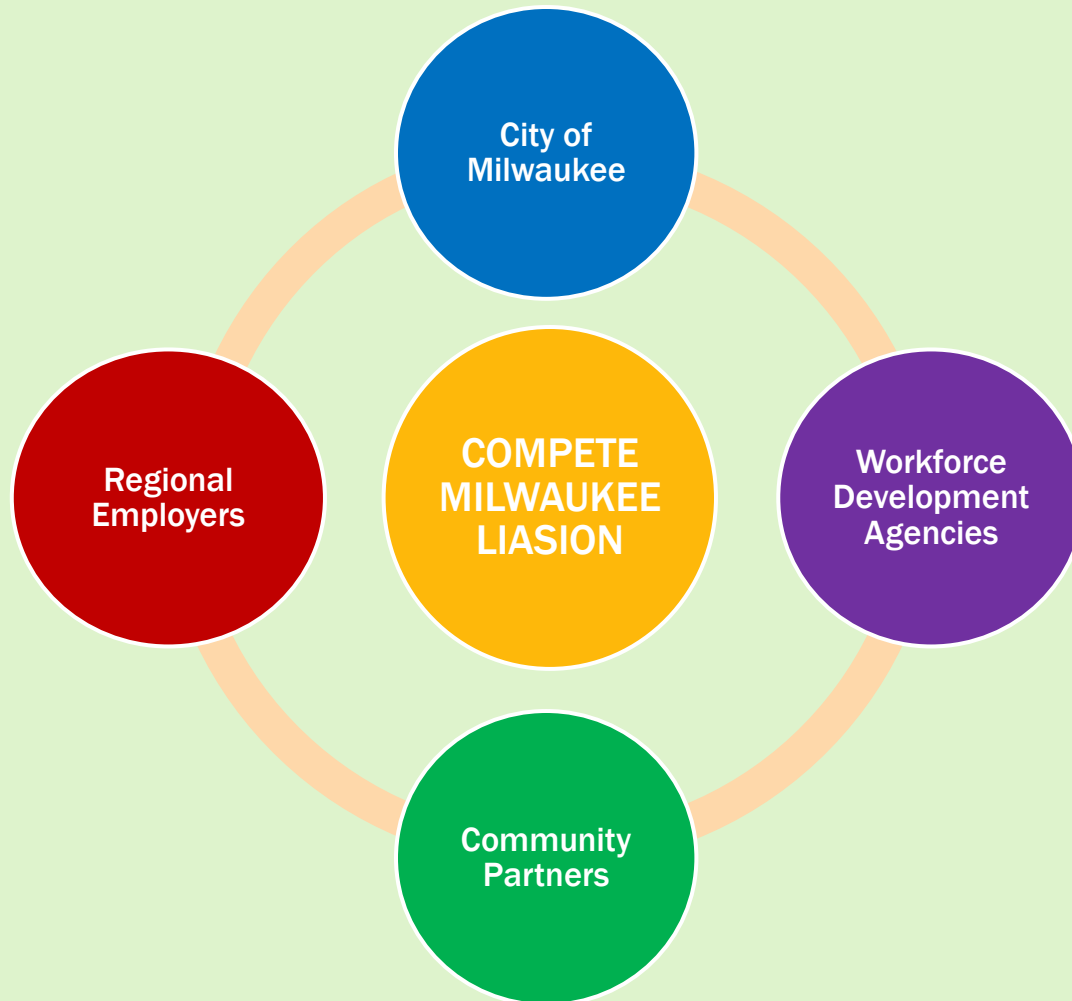 City of
Milwaukee
COMPETE
MILWAUKEE
LIASION
Regional
Employers
Workforce
Development
Agencies
Community
Partners